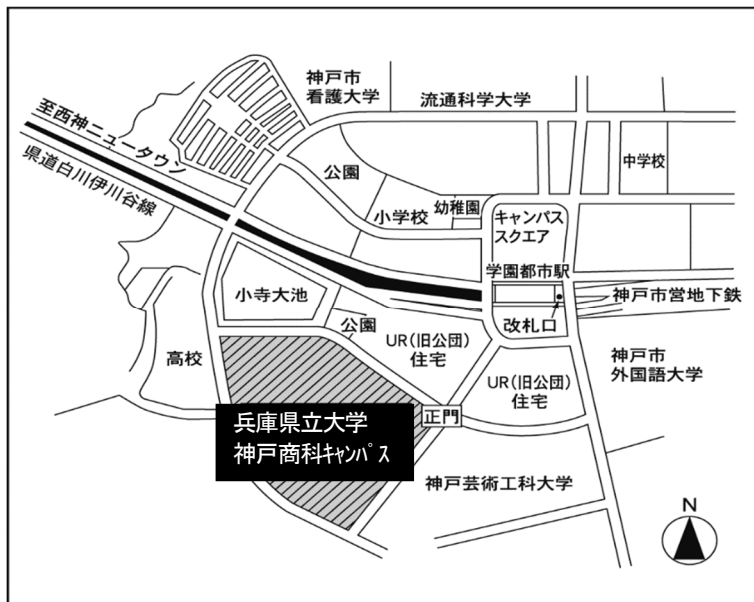 神戸市
看護大学
流通科学大学
至西神ニュータウン
県道白川伊川谷線
公園
中学校
小学校
幼稚園
キャンパス
スクエア
学園都市駅
小寺大池
神戸市営地下鉄
改札口
公園
高校
UR(旧公団)
住宅
UR(旧公団)
住宅
神戸市
外国語大学
正門
兵庫県立大学
神戸商科ｷｬﾝﾊﾟｽ
神戸芸術工科大学
N